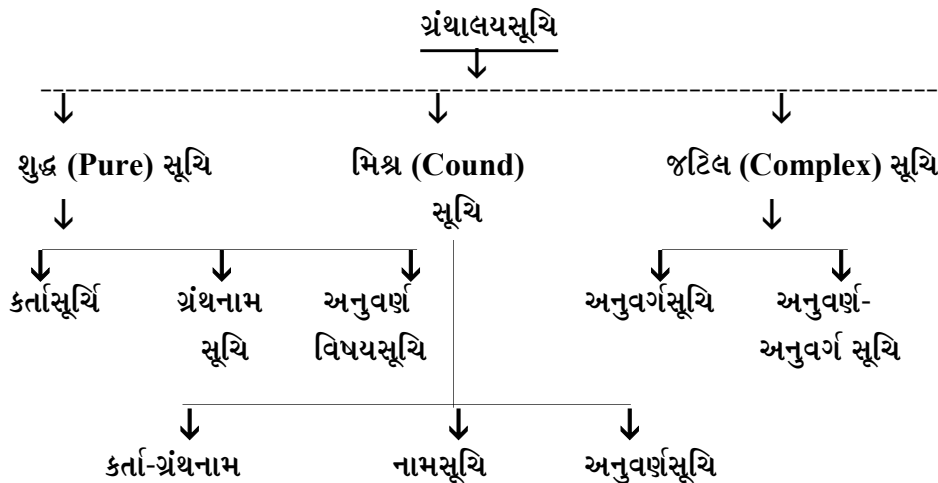 ગ્રંથાલયસૂચિ
શુદ્ધ (Pure) સૂચિ
મિશ્ર (Cound)
સૂચિ
જટિલ (Complex) સૂચિ
કર્તાસૂર્ચિ
ગ્રંથનામ
સૂચિ
અનુવર્ણ
વિષયસૂચિ
અનુવર્ગસૂચિ
અનુવર્ણ-
અનુવર્ગ સૂચિ
કર્તા-ગ્રંથનામ
નામસૂચિ
અનુવર્ણસૂચિ